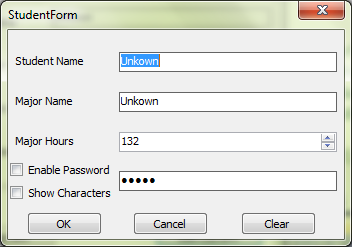 StudentForm
Student Name Unkown
Major Name Unkown
Major Hours 132
Enable Password
●●●●●
Show Characters
OK Cancel Clear